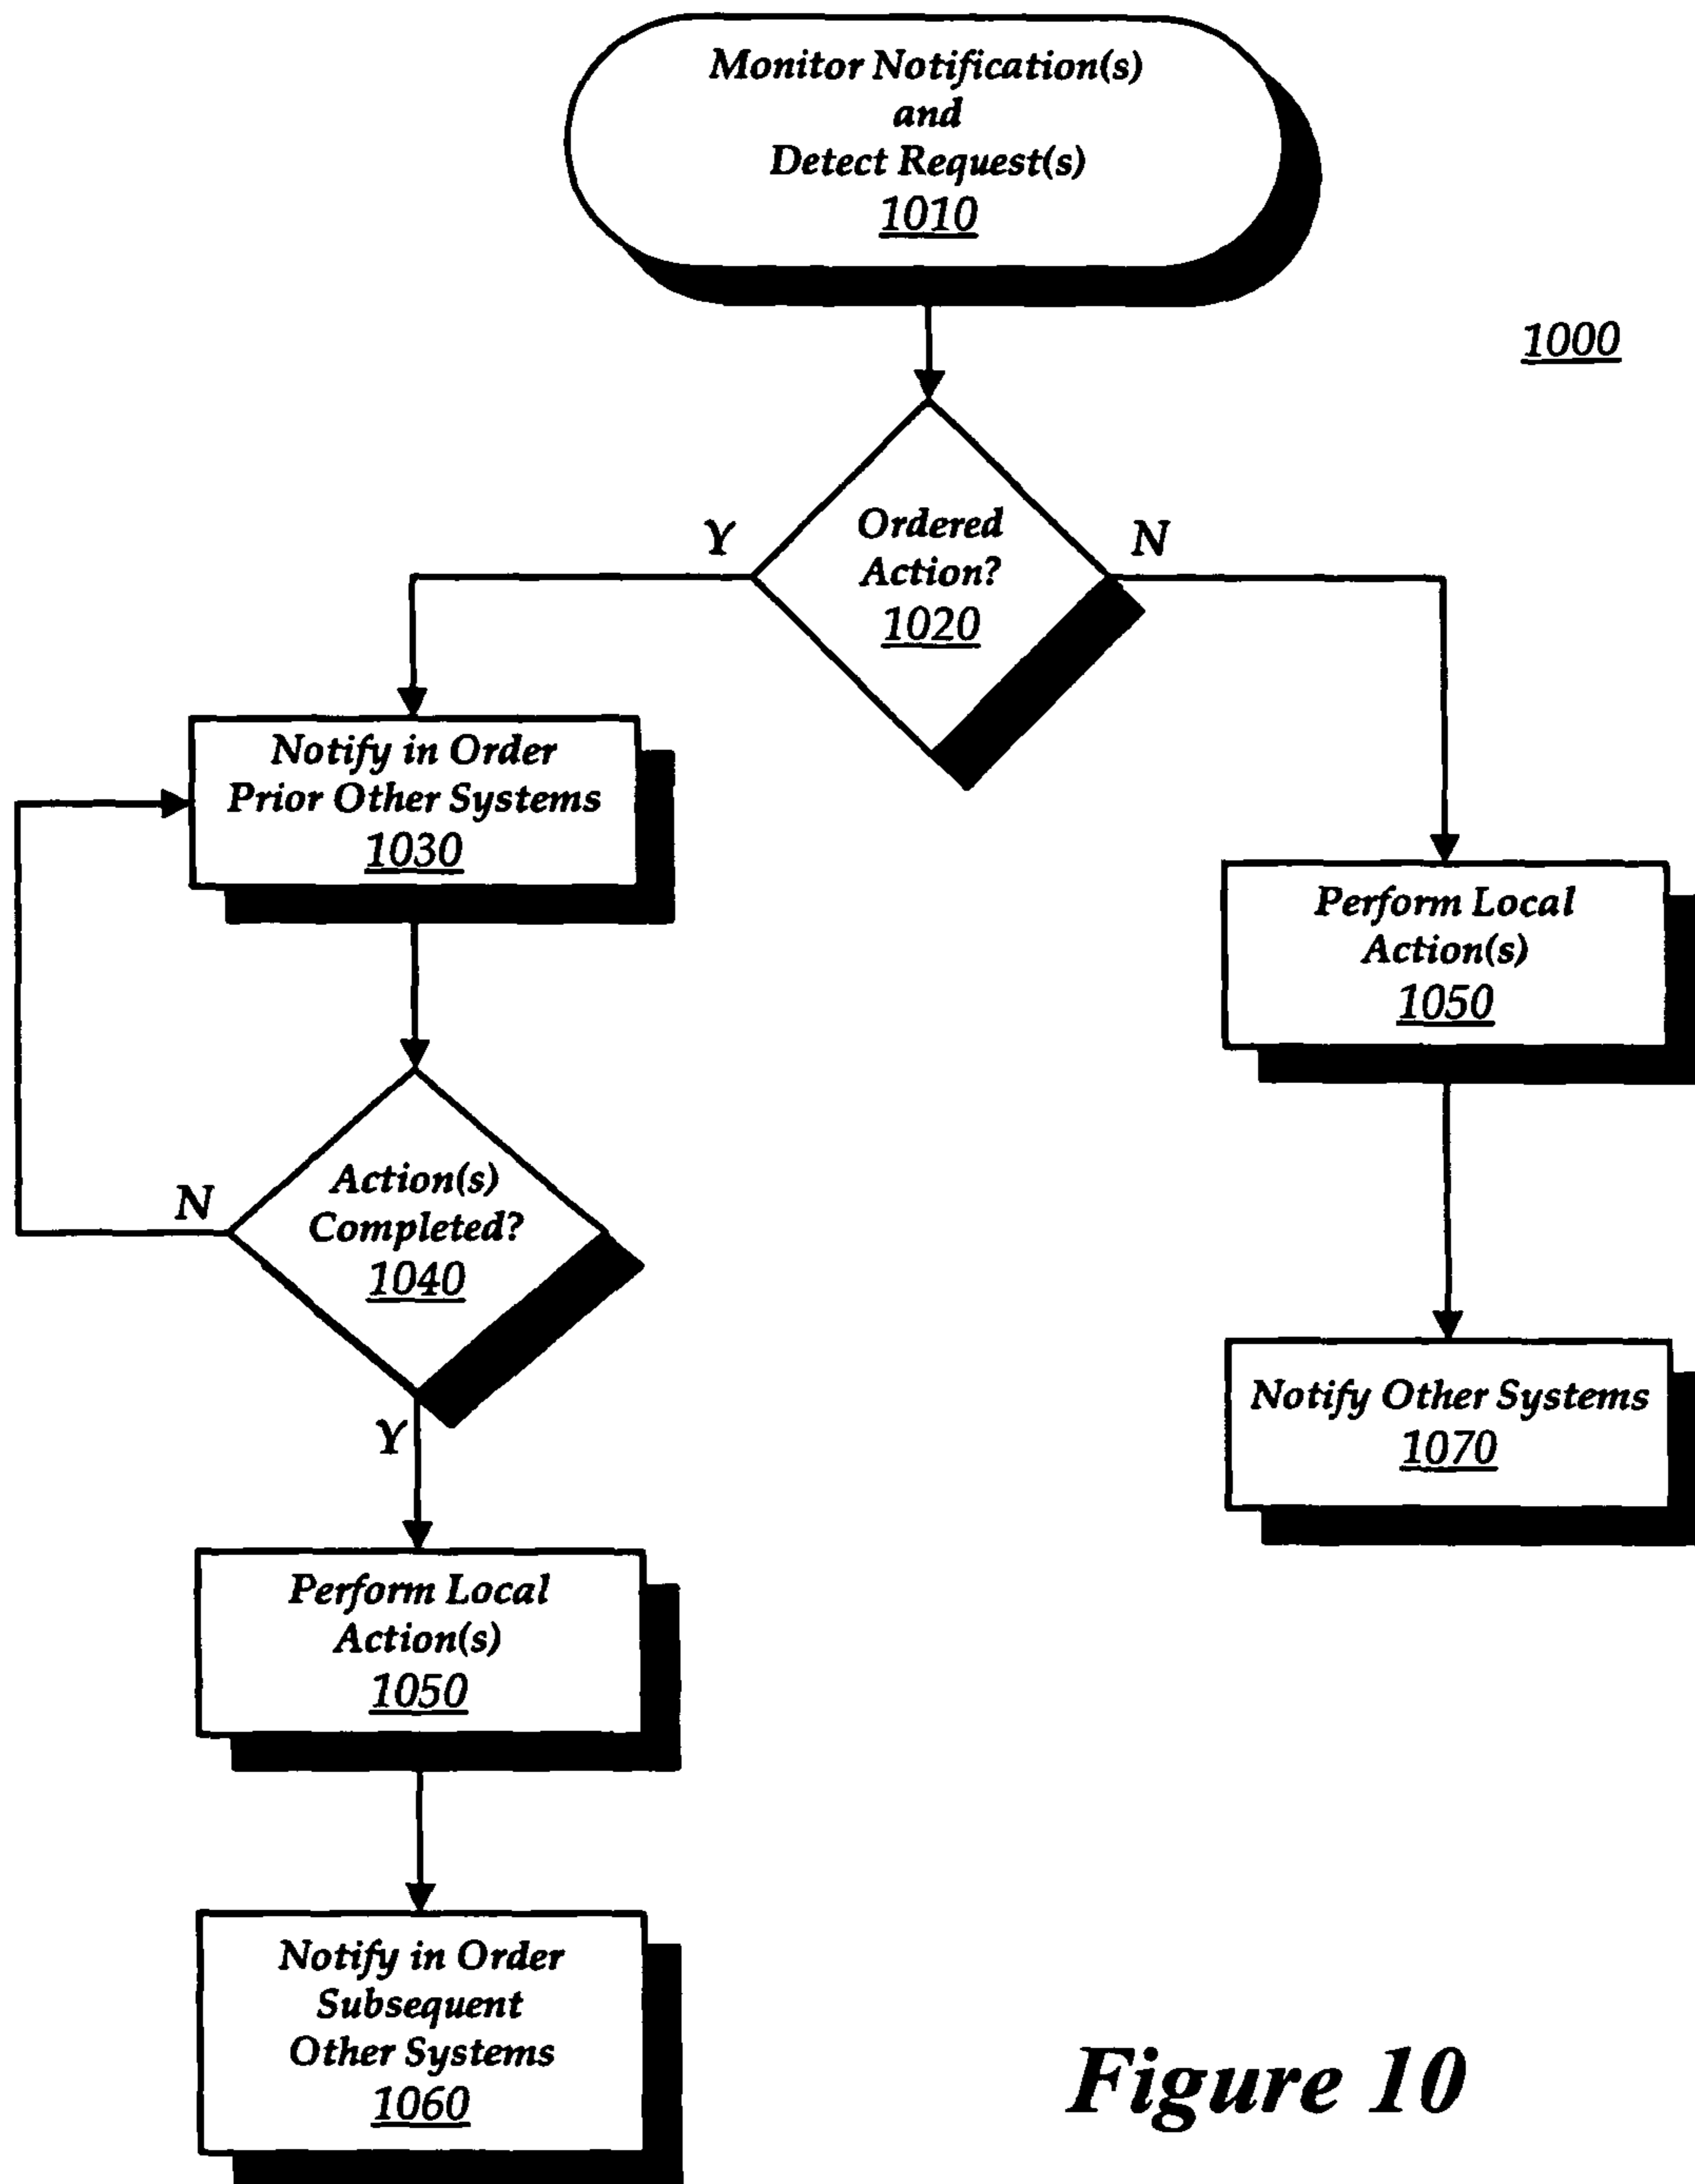 Monitor Notification(s)
and
Detect Request(s)
1010
1000
Ordered
Action?
1020
Y
N
Notify in Order
Prior Other Systems
1030
Perform Local
Action(s)
1050
Action(s)
Completed?
1040
N
Y
Notify Other Systems
1070
Perform Local
Action(s)
1050
Notify in Order
Subsequent
Other Systems
1060
Figure 10